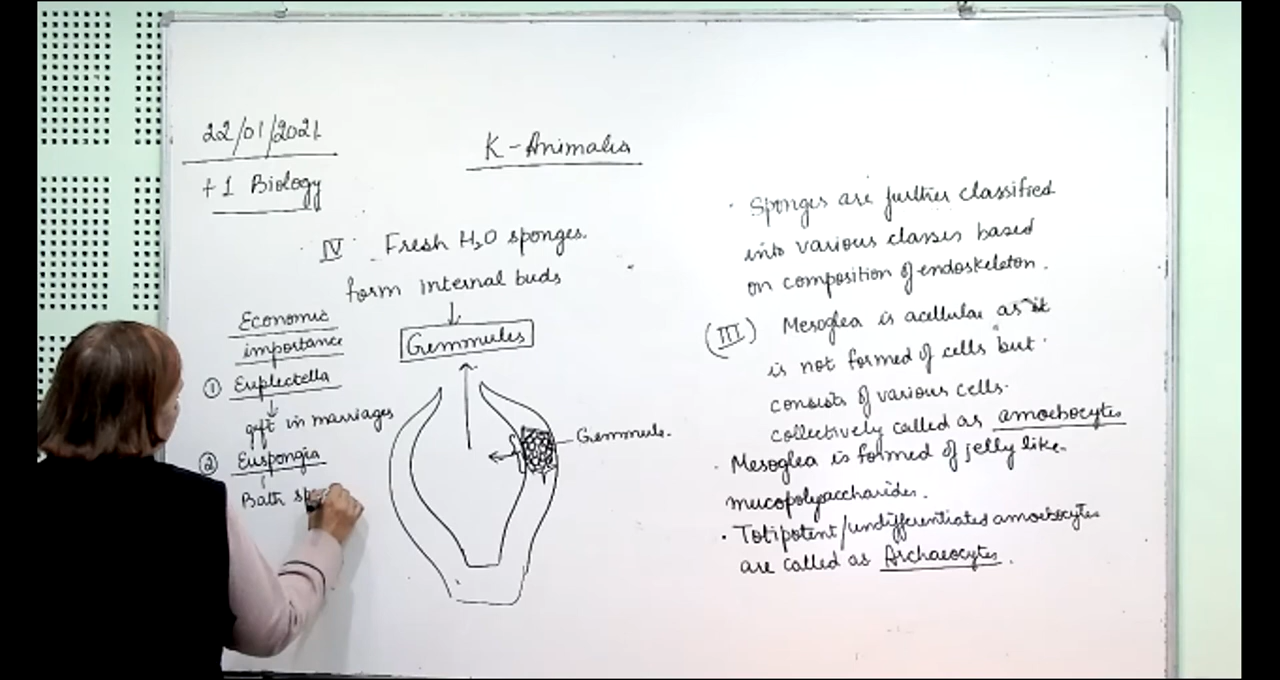 22/01/2021
+1 Biology
K-Animalia
IV Fresh H2O sponges.
form internal buds
Gemmules
Economic
importance
① Euplectella
gift in marriages
② Euspongia
Bath
Gemmule.
. Sponges are further classified
into various classes based
on composition of endoskeleton.
(III) Mesoglea is acellular as it
is not formed of cells but
consists of various cells.
collectively called as amoebocytes
. Mesoglea is formed of jelly like
mucopolysaccharides.
. Totipotent/undifferentiated amoebocytes
are called as Archaeocytes.